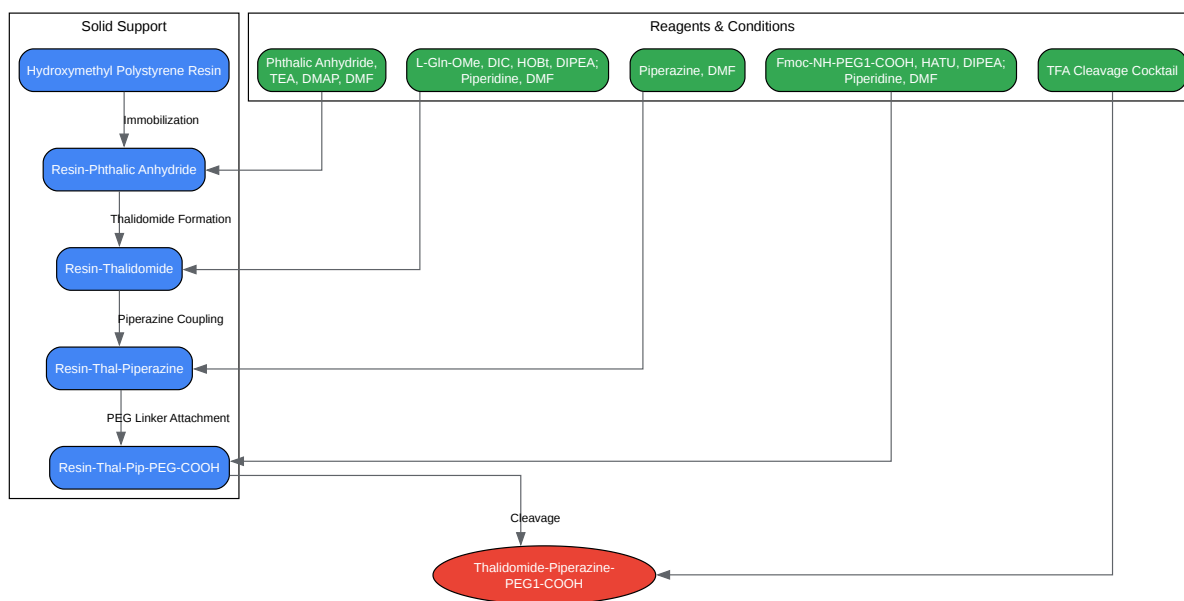 Solid Support
Reagents & Conditions
Hydroxymethyl Polystyrene Resin
Phthalic Anhydride,
TEA, DMAP, DMF
L-Gln-OMe, DIC, HOBt, DIPEA;
Piperidine, DMF
Piperazine, DMF
Fmoc-NH-PEG1-COOH, HATU, DIPEA;
Piperidine, DMF
TFA Cleavage Cocktail
Immobilization
Resin-Phthalic Anhydride
Thalidomide Formation
Resin-Thalidomide
Piperazine Coupling
Resin-Thal-Piperazine
PEG Linker Attachment
Resin-Thal-Pip-PEG-COOH
Cleavage
Thalidomide-Piperazine-
PEG1-COOH